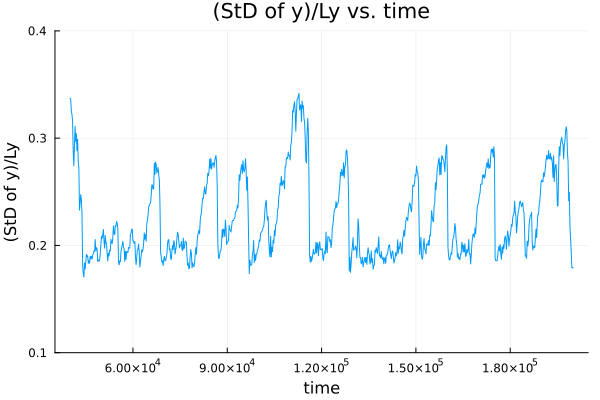 (StD of y)/Ly vs. time
0.4
0.3
0.2
0.1
(StD of y)/Ly
6.00×10⁴ 9.00×10⁴ 1.20×10⁵ 1.50×10⁵ 1.80×10⁵
time